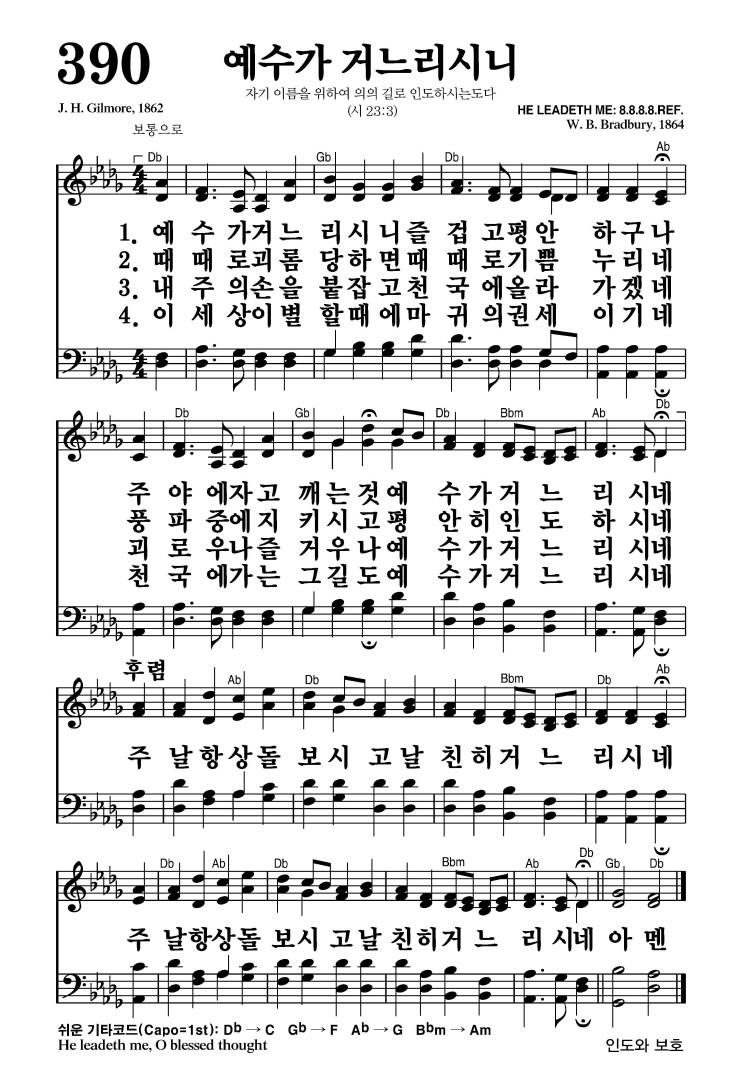 390
예수가 거느리시니
자기 이름을 위하여 의의 길로 인도하시는도다
(시 23:3)
J. H. Gilmore, 1862
HE LEADETH ME: 8.8.8.8.REF.
W. B. Bradbury, 1864
보통으로
Db Gb Db Ab
4 4
1. 예 수 가거 느 리 시 니 즐 겁 고평 안 하 구 나
2. 때 때 로괴 롬 당 하 면 때 때 로기 쁨 누 리 네
3. 내 주 의손 을 붙 잡 고 천 국 에올 라 가 겠 네
4. 이 세 상이 별 할 때 에 마 귀 의권 세 이 기 네
4 4
Db Gb Db Bbm Ab Db
주 야 에자 고 깨 는 것 예 수 가 거 느 리 시네
풍 파 중에 지 키 시 고 평 안 히 인 도 하 시네
괴 로 우나 즐 거 우 나 예 수 가 거 느 리 시네
천 국 에가 는 그 길 도 예 수 가 거 느 리 시네
후렴
Ab Db Bbm Db Ab
주 날 항 상 돌 보 시 고 날 친 히 거 느 리 시 네
Db Ab Db Bbm Ab Db Gb Db
주 날 항 상 돌 보 시 고 날 친 히 거 느 리 시네 아 멘
쉬운 기타코드(Capo=1st): Db → C Gb → F Ab → G Bbm → Am
He leadeth me, O blessed thought
인도와 보호